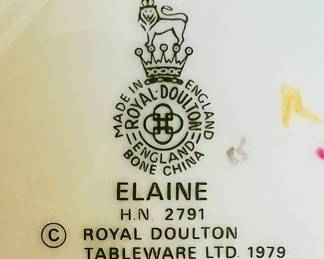 MADE IN ENGLAND
ROYAL·DOULTON
ENGLAND
BONE CHINA
ELAINE
H.N. 2791
© ROYAL DOULTON
TABLEWARE LTD. 1979